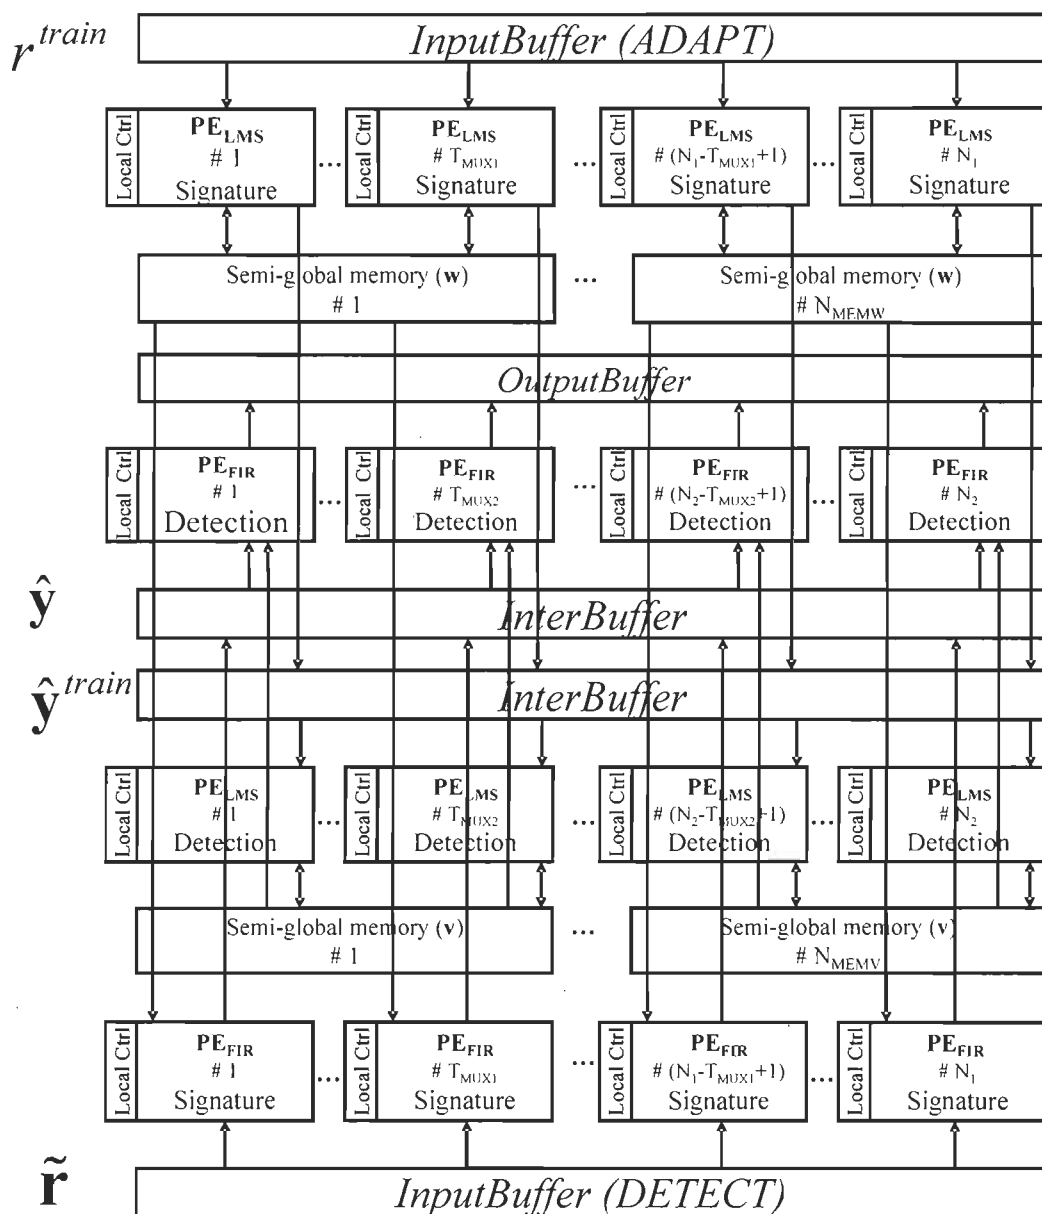 r^train
InputBuffer (ADAPT)
Local Ctrl
PE_LMS
# 1
Signature
...
Local Ctrl
PE_LMS
# T_MUX1
Signature
...
Local Ctrl
PE_LMS
# (N_1-T_MUX1+1)
Signature
...
Local Ctrl
PE_LMS
# N_1
Signature
Semi-global memory (w)
# 1
...
Semi-global memory (w)
# N_MEMW
OutputBuffer
Local Ctrl
PE_FIR
# 1
Detection
...
Local Ctrl
PE_FIR
# T_MUX2
Detection
...
Local Ctrl
PE_FIR
# (N_2-T_MUX2+1)
Detection
...
Local Ctrl
PE_FIR
# N_2
Detection
ŷ
InterBuffer
ŷ^train
InterBuffer
Local Ctrl
PE_LMS
# 1
Detection
...
Local Ctrl
PE_LMS
# T_MUX2
Detection
...
Local Ctrl
PE_LMS
# (N_2-T_MUX2+1)
Detection
...
Local Ctrl
PE_LMS
# N_2
Detection
Semi-global memory (v)
# 1
...
Semi-global memory (v)
# N_MEMV
Local Ctrl
PE_FIR
# 1
Signature
...
Local Ctrl
PE_FIR
# T_MUX1
Signature
...
Local Ctrl
PE_FIR
# (N_1-T_MUX1+1)
Signature
...
Local Ctrl
PE_FIR
# N_1
Signature
r̃
InputBuffer (DETECT)